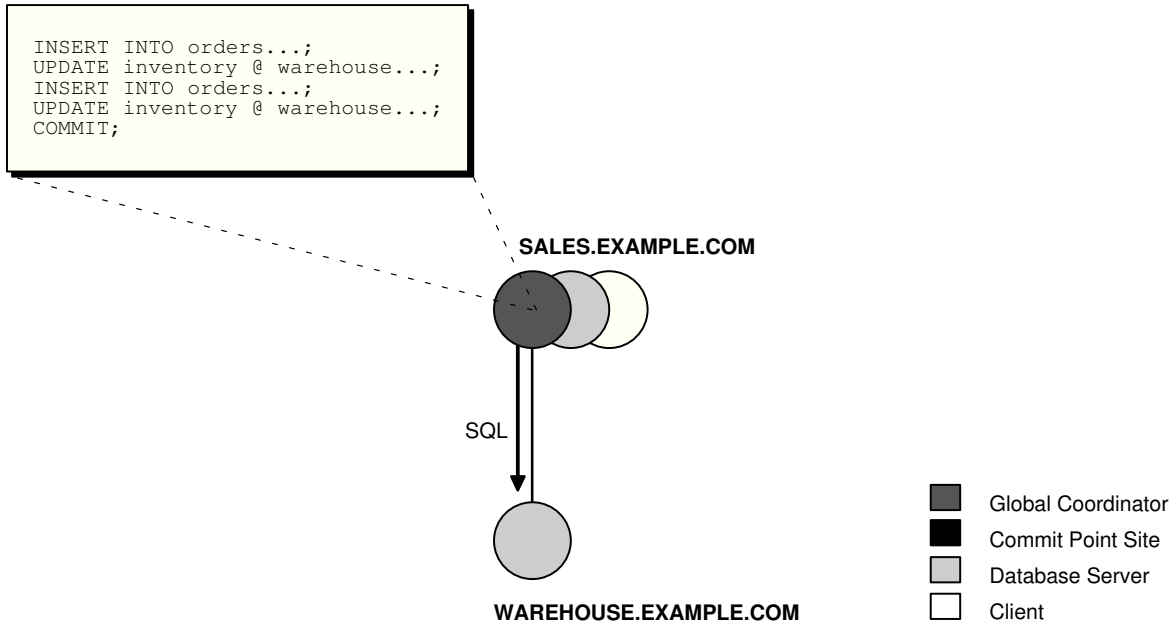 INSERT INTO orders...;
UPDATE inventory @ warehouse...;
INSERT INTO orders...;
UPDATE inventory @ warehouse...;
COMMIT;
SALES.EXAMPLE.COM
SQL
WAREHOUSE.EXAMPLE.COM
Global Coordinator
Commit Point Site
Database Server
Client